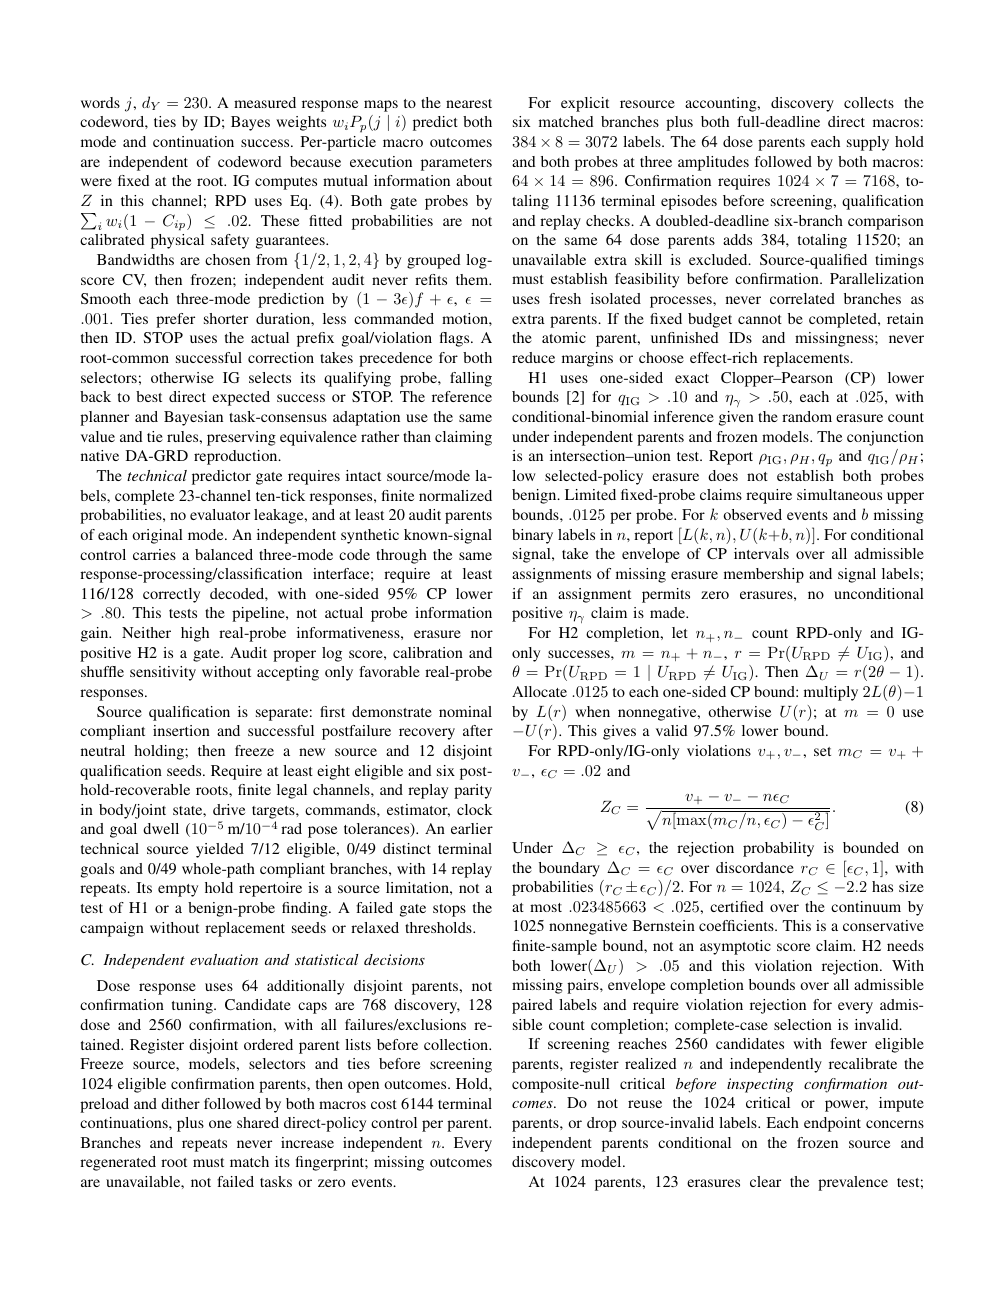 words j, d_Y = 230. A measured response maps to the nearest
codeword, ties by ID; Bayes weights w_iP_p(j | i) predict both
mode and continuation success. Per-particle macro outcomes
are independent of codeword because execution parameters
were fixed at the root. IG computes mutual information about
Z in this channel; RPD uses Eq. (4). Both gate probes by
∑_i w_i(1 − C_ip) ≤ .02. These fitted probabilities are not
calibrated physical safety guarantees.
Bandwidths are chosen from {1/2, 1, 2, 4} by grouped log-
score CV, then frozen; independent audit never refits them.
Smooth each three-mode prediction by (1 − 3ϵ)f + ϵ, ϵ =
.001. Ties prefer shorter duration, less commanded motion,
then ID. STOP uses the actual prefix goal/violation flags. A
root-common successful correction takes precedence for both
selectors; otherwise IG selects its qualifying probe, falling
back to best direct expected success or STOP. The reference
planner and Bayesian task-consensus adaptation use the same
value and tie rules, preserving equivalence rather than claiming
native DA-GRD reproduction.
The technical predictor gate requires intact source/mode la-
bels, complete 23-channel ten-tick responses, finite normalized
probabilities, no evaluator leakage, and at least 20 audit parents
of each original mode. An independent synthetic known-signal
control carries a balanced three-mode code through the same
response-processing/classification interface; require at least
116/128 correctly decoded, with one-sided 95% CP lower
> .80. This tests the pipeline, not actual probe information
gain. Neither high real-probe informativeness, erasure nor
positive H2 is a gate. Audit proper log score, calibration and
shuffle sensitivity without accepting only favorable real-probe
responses.
Source qualification is separate: first demonstrate nominal
compliant insertion and successful postfailure recovery after
neutral holding; then freeze a new source and 12 disjoint
qualification seeds. Require at least eight eligible and six post-
hold-recoverable roots, finite legal channels, and replay parity
in body/joint state, drive targets, commands, estimator, clock
and goal dwell (10^−5 m/10^−4 rad pose tolerances). An earlier
technical source yielded 7/12 eligible, 0/49 distinct terminal
goals and 0/49 whole-path compliant branches, with 14 replay
repeats. Its empty hold repertoire is a source limitation, not a
test of H1 or a benign-probe finding. A failed gate stops the
campaign without replacement seeds or relaxed thresholds.
C. Independent evaluation and statistical decisions
Dose response uses 64 additionally disjoint parents, not
confirmation tuning. Candidate caps are 768 discovery, 128
dose and 2560 confirmation, with all failures/exclusions re-
tained. Register disjoint ordered parent lists before collection.
Freeze source, models, selectors and ties before screening
1024 eligible confirmation parents, then open outcomes. Hold,
preload and dither followed by both macros cost 6144 terminal
continuations, plus one shared direct-policy control per parent.
Branches and repeats never increase independent n. Every
regenerated root must match its fingerprint; missing outcomes
are unavailable, not failed tasks or zero events.
For explicit resource accounting, discovery collects the
six matched branches plus both full-deadline direct macros:
384 × 8 = 3072 labels. The 64 dose parents each supply hold
and both probes at three amplitudes followed by both macros:
64 × 14 = 896. Confirmation requires 1024 × 7 = 7168, to-
taling 11136 terminal episodes before screening, qualification
and replay checks. A doubled-deadline six-branch comparison
on the same 64 dose parents adds 384, totaling 11520; an
unavailable extra skill is excluded. Source-qualified timings
must establish feasibility before confirmation. Parallelization
uses fresh isolated processes, never correlated branches as
extra parents. If the fixed budget cannot be completed, retain
the atomic parent, unfinished IDs and missingness; never
reduce margins or choose effect-rich replacements.
H1 uses one-sided exact Clopper–Pearson (CP) lower
bounds [2] for q_IG > .10 and η_γ > .50, each at .025, with
conditional-binomial inference given the random erasure count
under independent parents and frozen models. The conjunction
is an intersection–union test. Report ρ_IG, ρ_H, q_p and q_IG/ρ_H;
low selected-policy erasure does not establish both probes
benign. Limited fixed-probe claims require simultaneous upper
bounds, .0125 per probe. For k observed events and b missing
binary labels in n, report [L(k, n), U(k+b, n)]. For conditional
signal, take the envelope of CP intervals over all admissible
assignments of missing erasure membership and signal labels;
if an assignment permits zero erasures, no unconditional
positive η_γ claim is made.
For H2 completion, let n_+, n_− count RPD-only and IG-
only successes, m = n_+ + n_−, r = Pr(U_RPD ≠ U_IG), and
θ = Pr(U_RPD = 1 | U_RPD ≠ U_IG). Then Δ_U = r(2θ − 1).
Allocate .0125 to each one-sided CP bound: multiply 2L(θ)−1
by L(r) when nonnegative, otherwise U(r); at m = 0 use
−U(r). This gives a valid 97.5% lower bound.
For RPD-only/IG-only violations v_+, v_−, set m_C = v_+ +
v_−, ϵ_C = .02 and
Z_C = (v_+ − v_− − nϵ_C) / √(n[max(m_C/n, ϵ_C) − ϵ_C^2]). (8)
Under Δ_C ≥ ϵ_C, the rejection probability is bounded on
the boundary Δ_C = ϵ_C over discordance r_C ∈ [ϵ_C, 1], with
probabilities (r_C ± ϵ_C)/2. For n = 1024, Z_C ≤ −2.2 has size
at most .023485663 < .025, certified over the continuum by
1025 nonnegative Bernstein coefficients. This is a conservative
finite-sample bound, not an asymptotic score claim. H2 needs
both lower(Δ_U) > .05 and this violation rejection. With
missing pairs, envelope completion bounds over all admissible
paired labels and require violation rejection for every admis-
sible count completion; complete-case selection is invalid.
If screening reaches 2560 candidates with fewer eligible
parents, register realized n and independently recalibrate the
composite-null critical before inspecting confirmation out-
comes. Do not reuse the 1024 critical or power, impute
parents, or drop source-invalid labels. Each endpoint concerns
independent parents conditional on the frozen source and
discovery model.
At 1024 parents, 123 erasures clear the prevalence test;